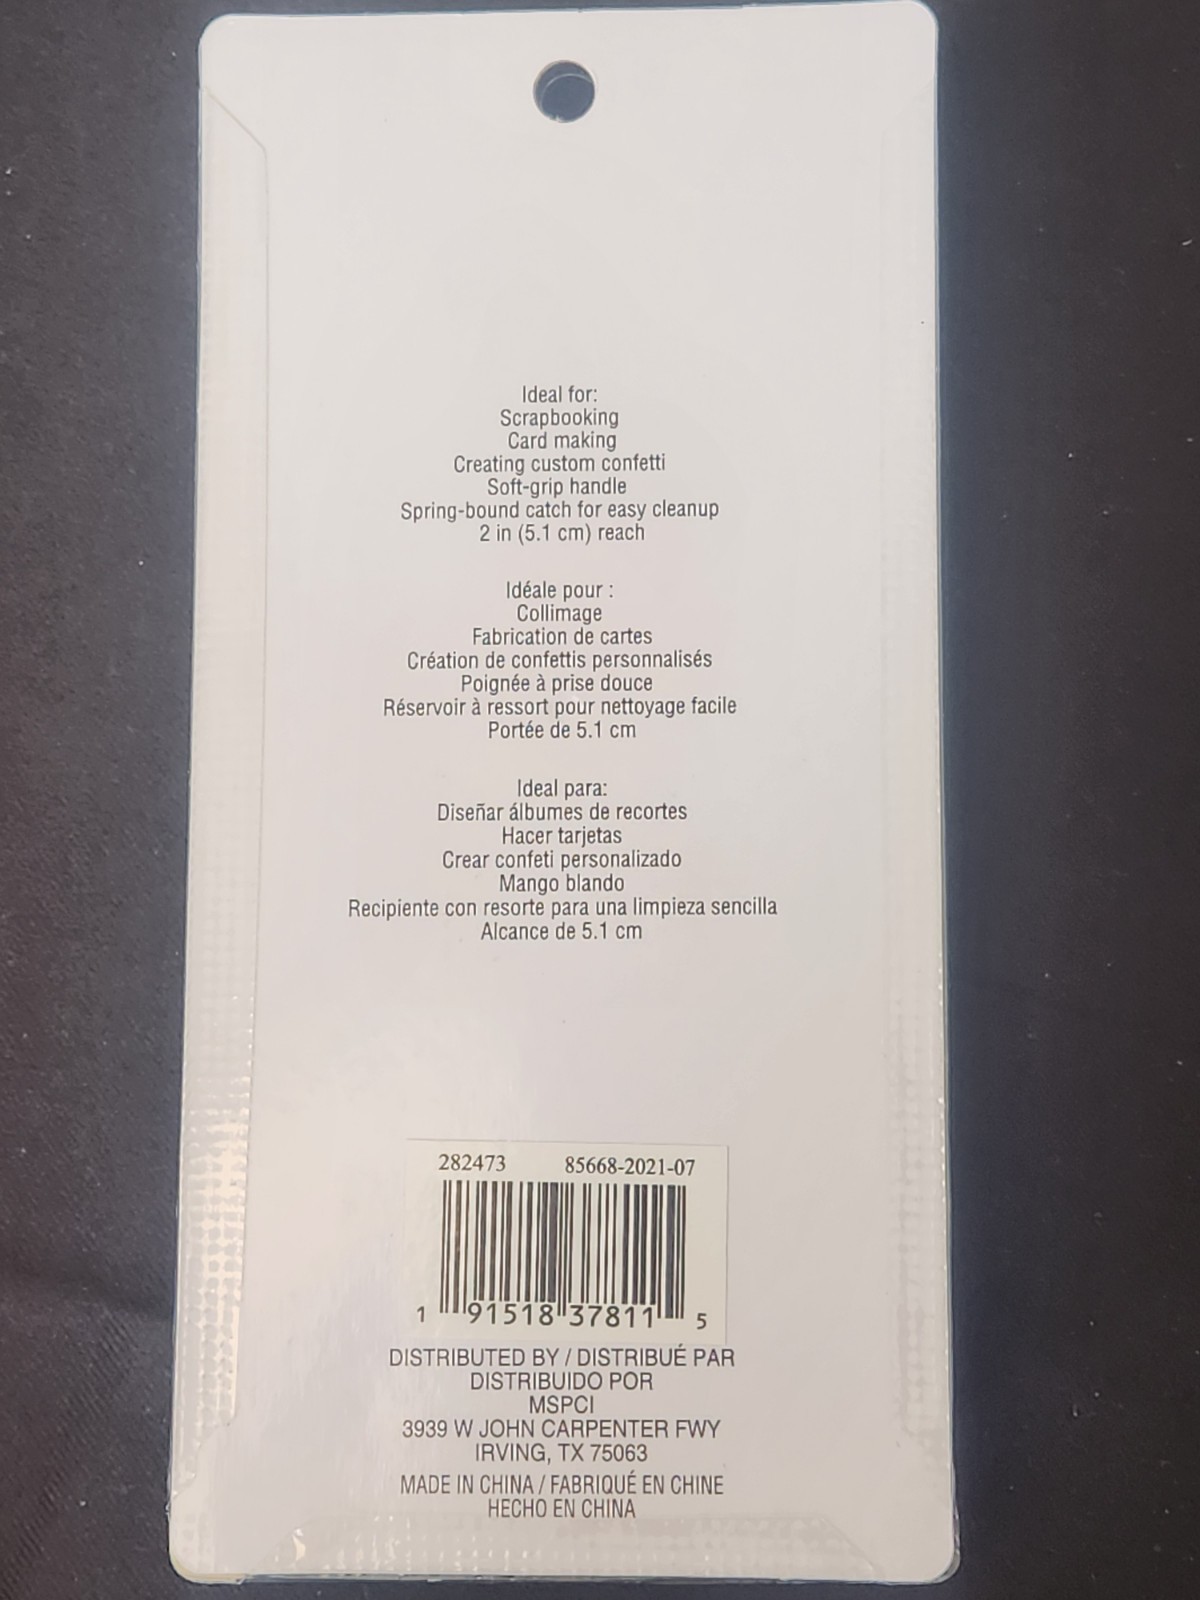 Ideal for:
Scrapbooking
Card making
Creating custom confetti
Soft-grip handle
Spring-bound catch for easy cleanup
2 in (5.1 cm) reach
Idéale pour :
Collimage
Fabrication de cartes
Création de confettis personnalisés
Poignée à prise douce
Réservoir à ressort pour nettoyage facile
Portée de 5.1 cm
Ideal para:
Diseñar álbumes de recortes
Hacer tarjetas
Crear confeti personalizado
Mango blando
Recipiente con resorte para una limpieza sencilla
Alcance de 5.1 cm
282473 85668-2021-07
1 91518 37811 5
DISTRIBUTED BY / DISTRIBUÉ PAR
DISTRIBUIDO POR
MSPCI
3939 W JOHN CARPENTER FWY
IRVING, TX 75063
MADE IN CHINA / FABRIQUÉ EN CHINE
HECHO EN CHINA